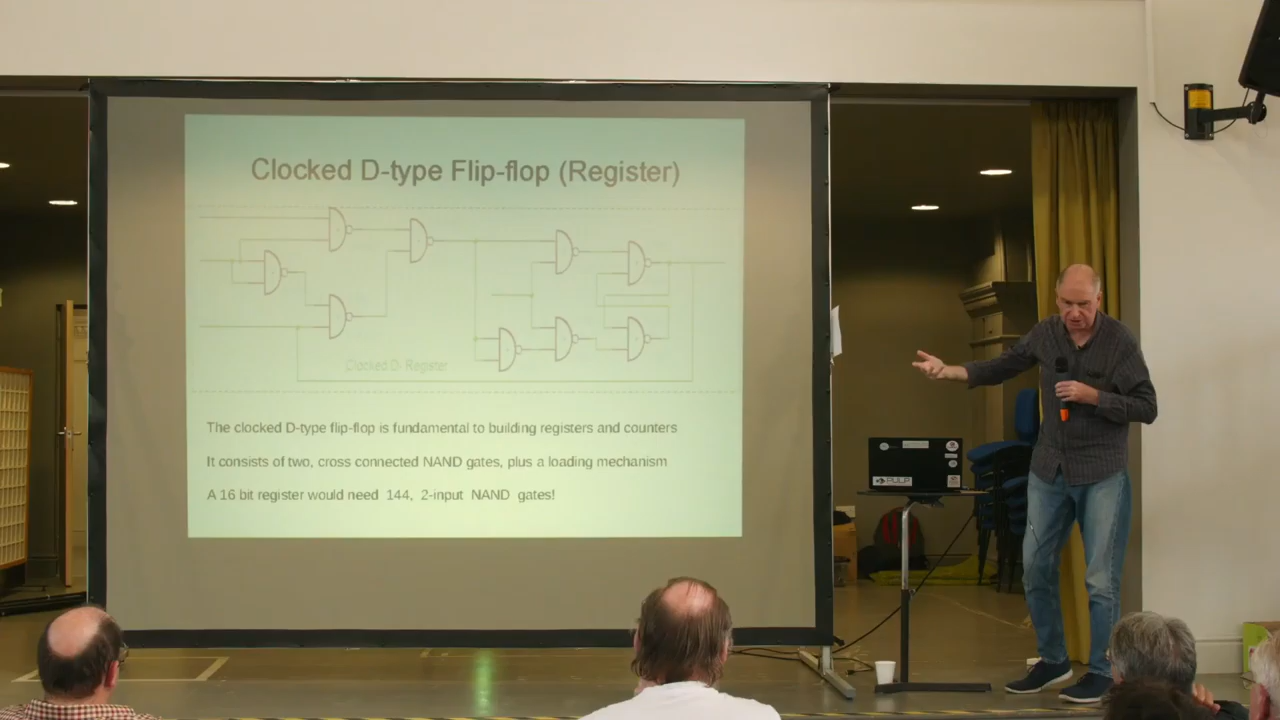 Clocked D-type Flip-flop (Register)
Clocked D- Register
The clocked D-type flip-flop is fundamental to building registers and counters
It consists of two, cross connected NAND gates, plus a loading mechanism
A 16 bit register would need 144, 2-input NAND gates!
PULP